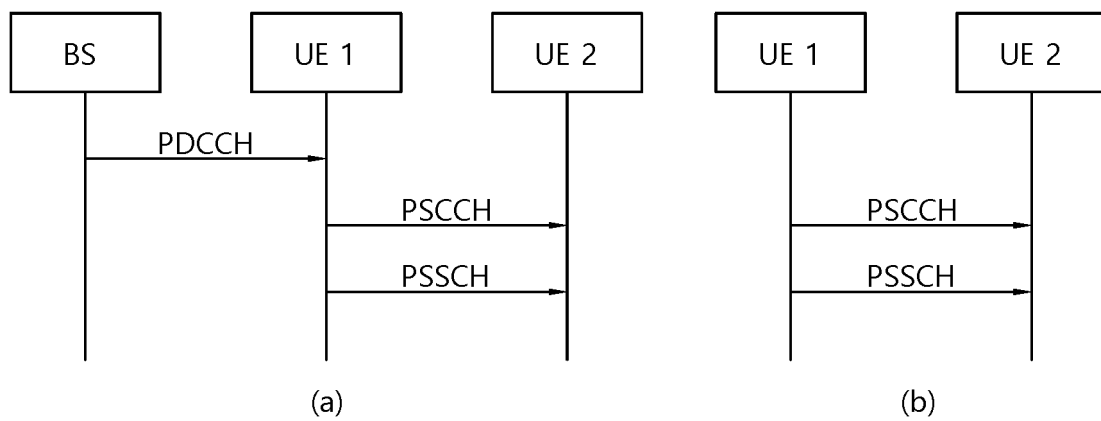 BS UE 1 UE 2 UE 1 UE 2
PDCCH
PSCCH PSCCH
PSSCH PSSCH
(a) (b)